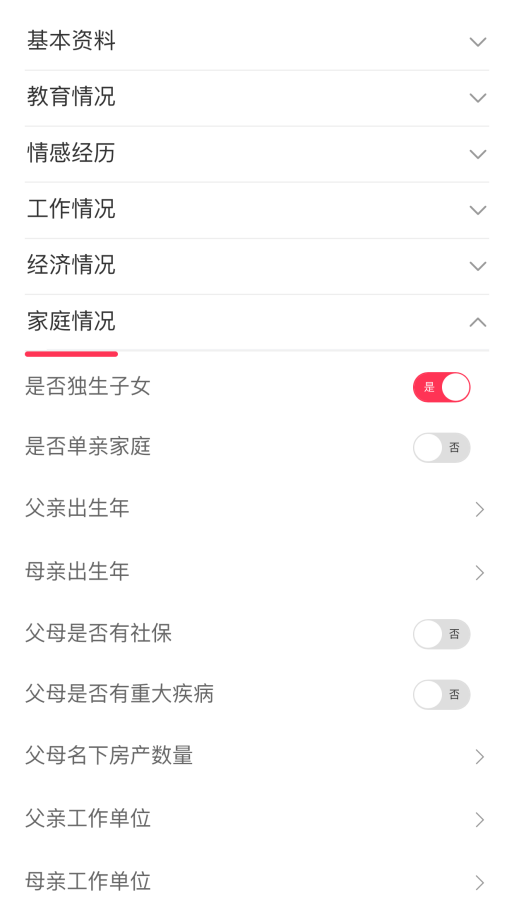 基本资料
教育情况
情感经历
工作情况
经济情况
家庭情况
是否独生子女 是
是否单亲家庭 否
父亲出生年
母亲出生年
父母是否有社保 否
父母是否有重大疾病 否
父母名下房产数量
父亲工作单位
母亲工作单位